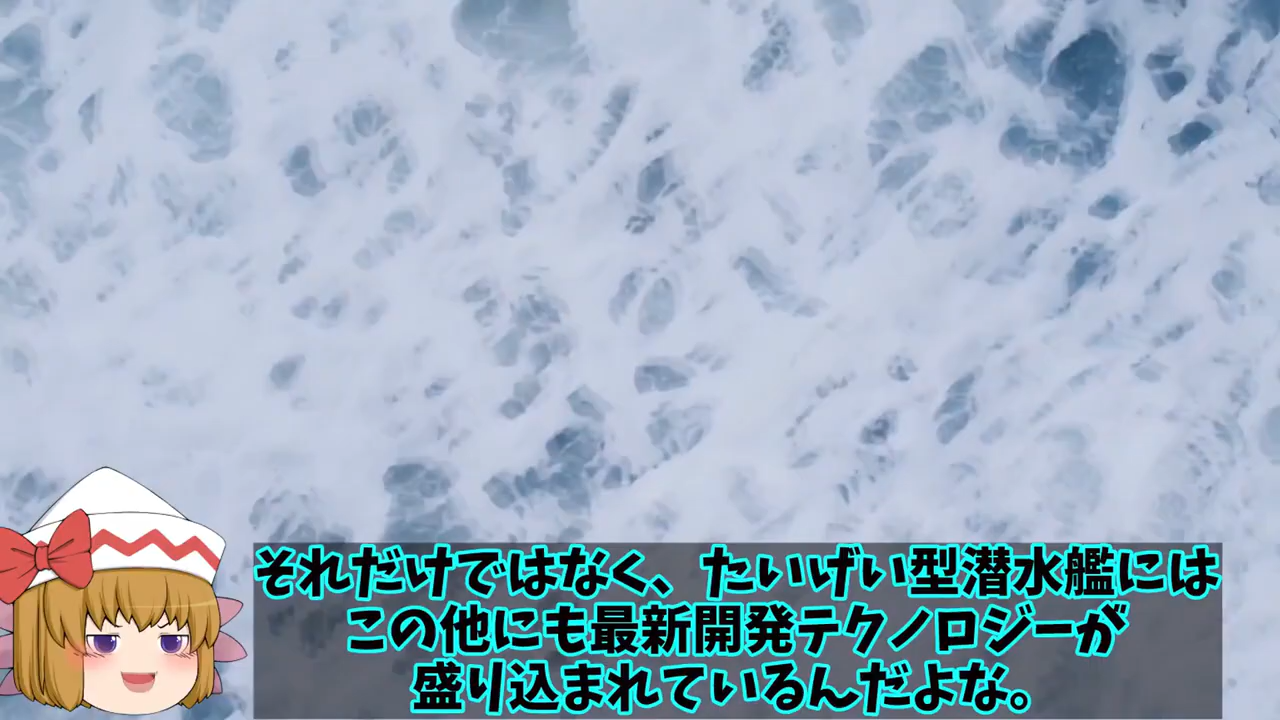 それだけではなく、たいげい型潜水艦には
この他にも最新開発テクノロジーが
盛り込まれているんだよな。